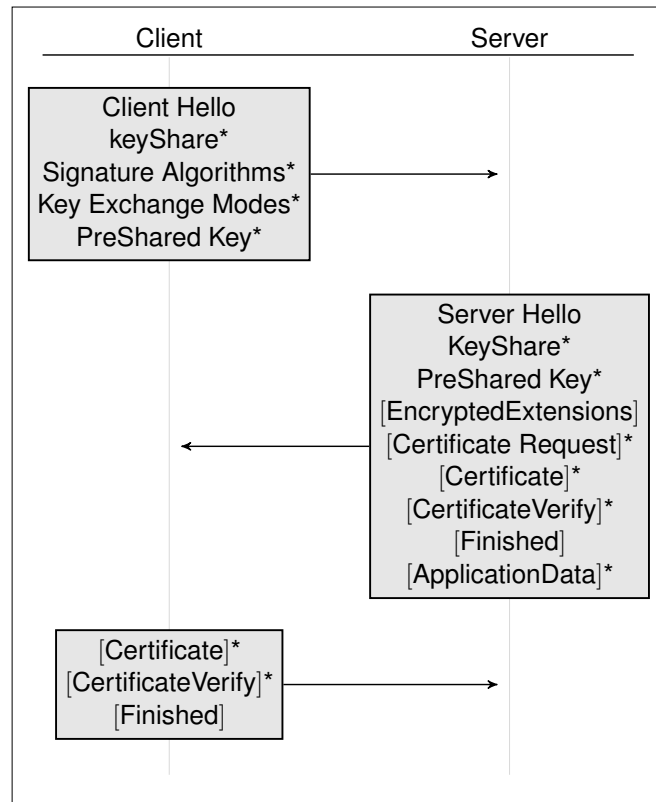 Client Server
Client Hello
keyShare*
Signature Algorithms*
Key Exchange Modes*
PreShared Key*
Server Hello
KeyShare*
PreShared Key*
[EncryptedExtensions]
[Certificate Request]*
[Certificate]*
[CertificateVerify]*
[Finished]
[ApplicationData]*
[Certificate]*
[CertificateVerify]*
[Finished]